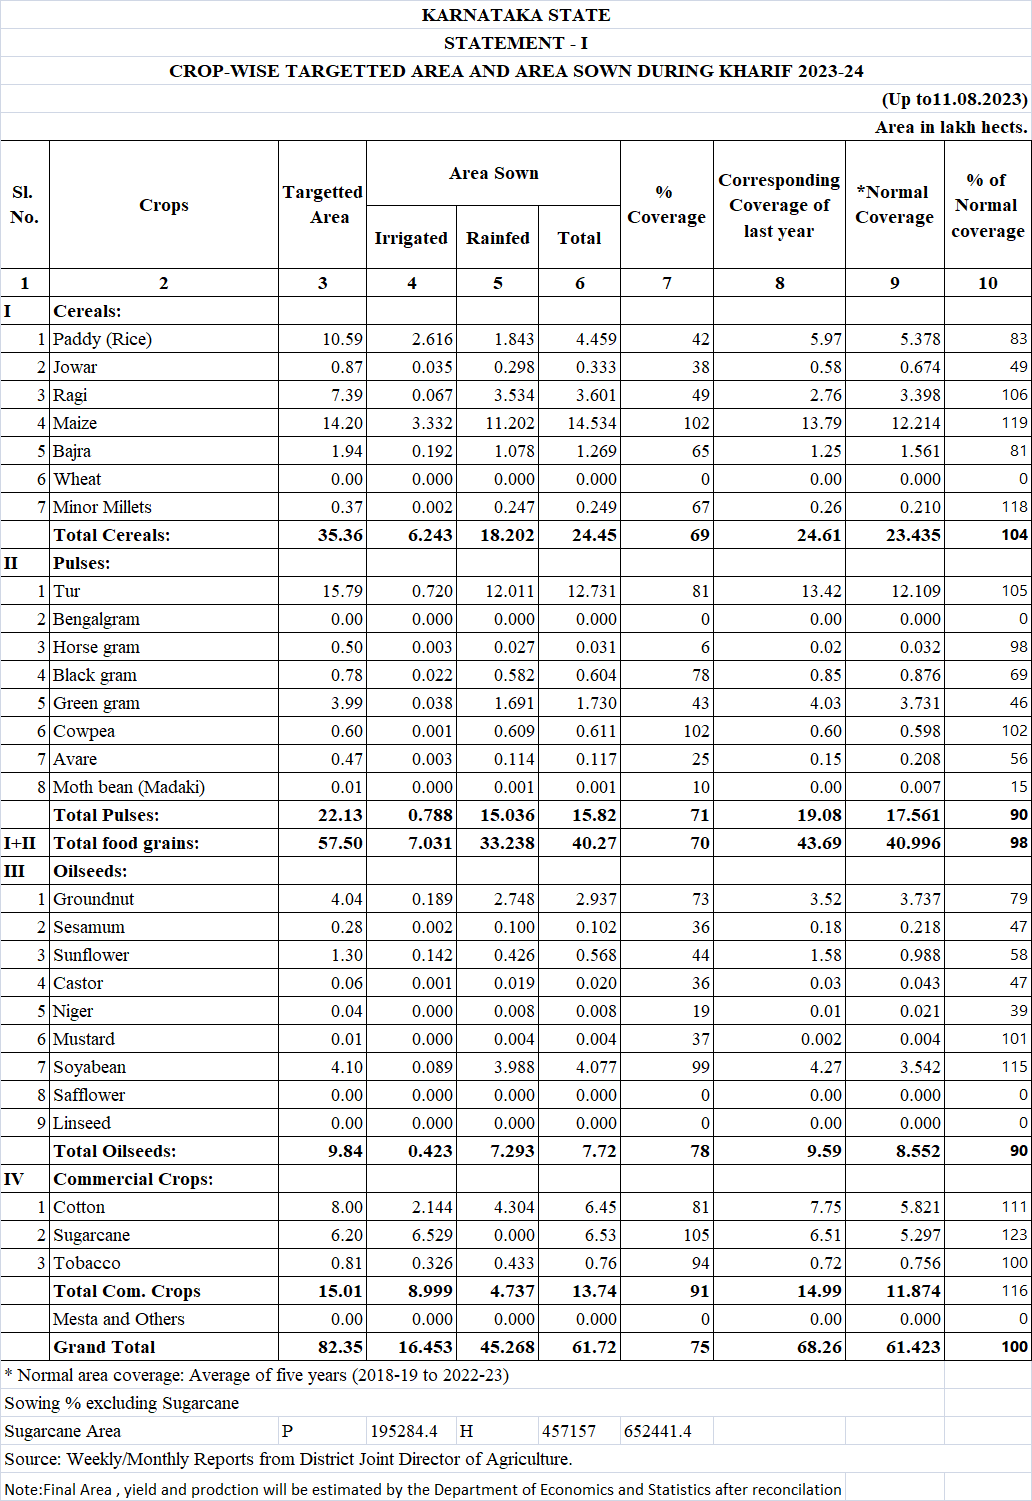 KARNATAKA STATE
STATEMENT - I
CROP-WISE TARGETTED AREA AND AREA SOWN DURING KHARIF 2023-24
(Up to11.08.2023)
Area in lakh hects.
Sl. No. Crops Targetted Area Area Sown % Coverage Corresponding Coverage of last year *Normal Coverage % of Normal coverage
Irrigated Rainfed Total
1 2 3 4 5 6 7 8 9 10
I Cereals:
1 Paddy (Rice) 10.59 2.616 1.843 4.459 42 5.97 5.378 83
2 Jowar 0.87 0.035 0.298 0.333 38 0.58 0.674 49
3 Ragi 7.39 0.067 3.534 3.601 49 2.76 3.398 106
4 Maize 14.20 3.332 11.202 14.534 102 13.79 12.214 119
5 Bajra 1.94 0.192 1.078 1.269 65 1.25 1.561 81
6 Wheat 0.00 0.000 0.000 0.000 0 0.00 0.000 0
7 Minor Millets 0.37 0.002 0.247 0.249 67 0.26 0.210 118
Total Cereals: 35.36 6.243 18.202 24.45 69 24.61 23.435 104
II Pulses:
1 Tur 15.79 0.720 12.011 12.731 81 13.42 12.109 105
2 Bengalgram 0.00 0.000 0.000 0.000 0 0.00 0.000 0
3 Horse gram 0.50 0.003 0.027 0.031 6 0.02 0.032 98
4 Black gram 0.78 0.022 0.582 0.604 78 0.85 0.876 69
5 Green gram 3.99 0.038 1.691 1.730 43 4.03 3.731 46
6 Cowpea 0.60 0.001 0.609 0.611 102 0.60 0.598 102
7 Avare 0.47 0.003 0.114 0.117 25 0.15 0.208 56
8 Moth bean (Madaki) 0.01 0.000 0.001 0.001 10 0.00 0.007 15
Total Pulses: 22.13 0.788 15.036 15.82 71 19.08 17.561 90
I+II Total food grains: 57.50 7.031 33.238 40.27 70 43.69 40.996 98
III Oilseeds:
1 Groundnut 4.04 0.189 2.748 2.937 73 3.52 3.737 79
2 Sesamum 0.28 0.002 0.100 0.102 36 0.18 0.218 47
3 Sunflower 1.30 0.142 0.426 0.568 44 1.58 0.988 58
4 Castor 0.06 0.001 0.019 0.020 36 0.03 0.043 47
5 Niger 0.04 0.000 0.008 0.008 19 0.01 0.021 39
6 Mustard 0.01 0.000 0.004 0.004 37 0.002 0.004 101
7 Soyabean 4.10 0.089 3.988 4.077 99 4.27 3.542 115
8 Safflower 0.00 0.000 0.000 0.000 0 0.00 0.000 0
9 Linseed 0.00 0.000 0.000 0.000 0 0.00 0.000 0
Total Oilseeds: 9.84 0.423 7.293 7.72 78 9.59 8.552 90
IV Commercial Crops:
1 Cotton 8.00 2.144 4.304 6.45 81 7.75 5.821 111
2 Sugarcane 6.20 6.529 0.000 6.53 105 6.51 5.297 123
3 Tobacco 0.81 0.326 0.433 0.76 94 0.72 0.756 100
Total Com. Crops 15.01 8.999 4.737 13.74 91 14.99 11.874 116
Mesta and Others 0.00 0.000 0.000 0.000 0 0.00 0.000 0
Grand Total 82.35 16.453 45.268 61.72 75 68.26 61.423 100
* Normal area coverage: Average of five years (2018-19 to 2022-23)
Sowing % excluding Sugarcane
Sugarcane Area P 195284.4 H 457157 652441.4
Source: Weekly/Monthly Reports from District Joint Director of Agriculture.
Note:Final Area , yield and prodction will be estimated by the Department of Economics and Statistics after reconcilation